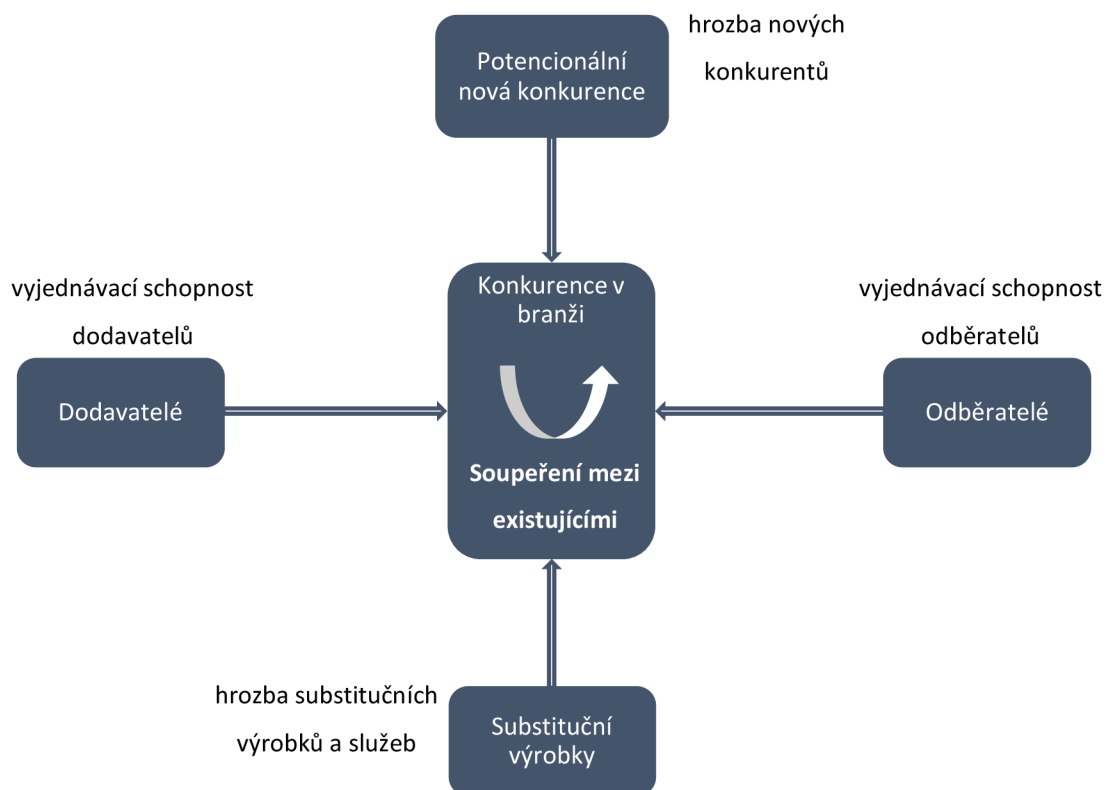 Potencionální
nová konkurence
hrozba nových
konkurentů
vyjednávací schopnost
dodavatelů
Dodavatelé
Konkurence v
branži
Soupeření mezi
existujícími
vyjednávací schopnost
odběratelů
Odběratelé
hrozba substitučních
výrobků a služeb
Substituční
výrobky